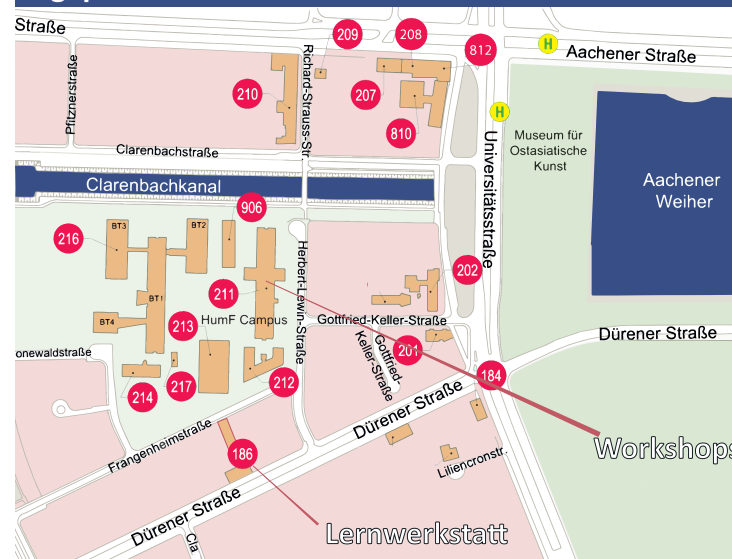 Straße
209
208
812
H
Aachener Straße
Pfitznerstraße
Richard-Strauss-Str.
210
207
810
H
Museum für
Ostasiatische
Kunst
Universitätsstraße
Aachener
Weiher
Clarenbachstraße
Clarenbachkanal
906
BT3
BT2
216
202
211
BT1
BT4
213
HumF Campus
Herbert-Lewin-Straße
Gottfried-Keller-Straße
Dürener Straße
onewaldstraße
201
Gottfried-
Keller-Straße
214
217
212
184
Dürener Straße
Frangenheimstraße
186
Workshops
Liliencronstr.
Dürener Straße
Cla
Lernwerkstatt